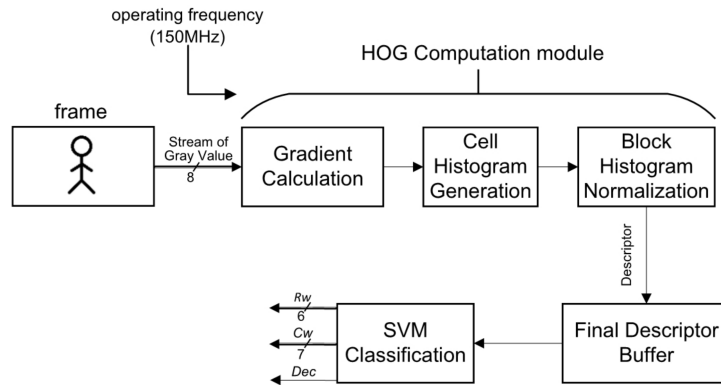 operating frequency
(150MHz)
HOG Computation module
frame
Stream of
Gray Value
8
Gradient
Calculation
Cell
Histogram
Generation
Block
Histogram
Normalization
Descriptor
Rw
6
Cw
7
Dec
SVM
Classification
Final Descriptor
Buffer